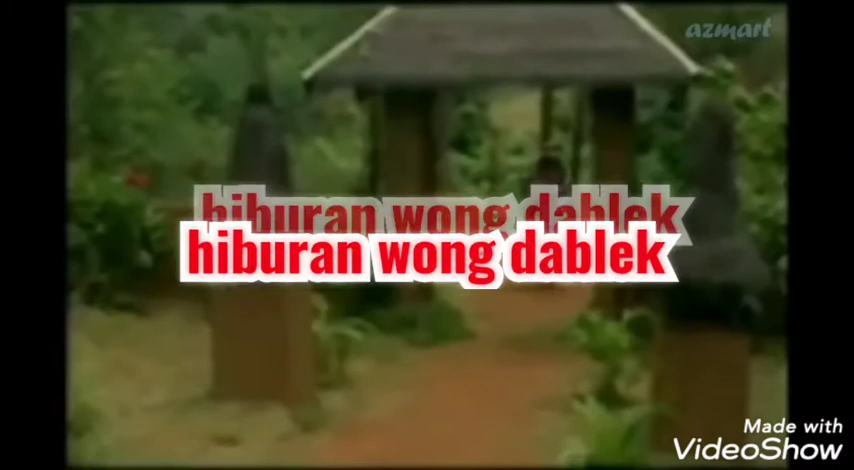 azmart
hiburan wong dablek
hiburan wong dablek
Made with
VideoShow